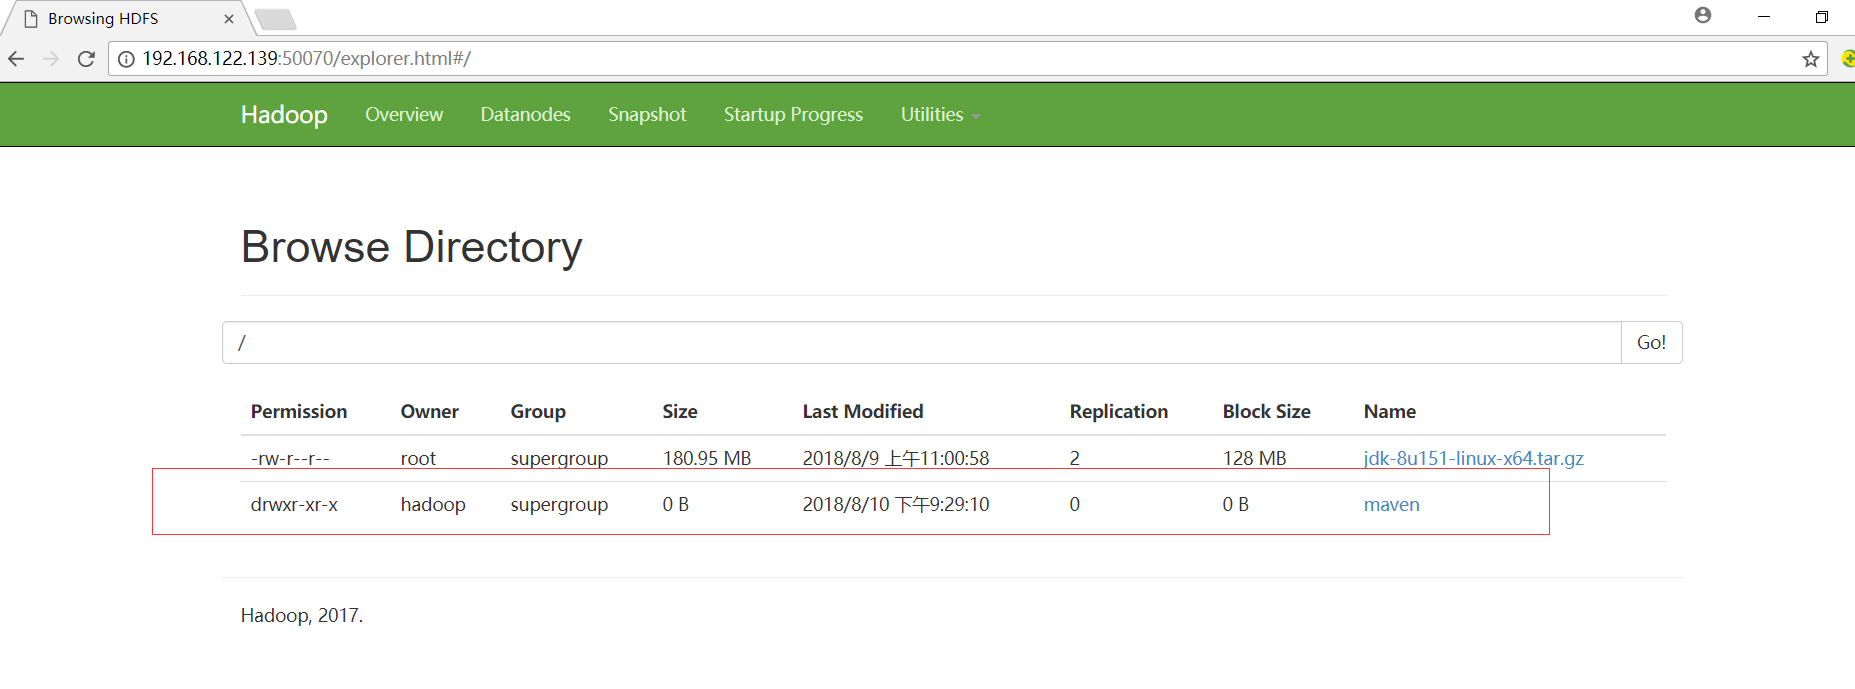 Browsing HDFS
192.168.122.139:50070/explorer.html#/
Hadoop Overview Datanodes Snapshot Startup Progress Utilities
Browse Directory
/ Go!
Permission Owner Group Size Last Modified Replication Block Size Name
-rw-r--r-- root supergroup 180.95 MB 2018/8/9 上午11:00:58 2 128 MB jdk-8u151-linux-x64.tar.gz
drwxr-xr-x hadoop supergroup 0 B 2018/8/10 下午9:29:10 0 0 B maven
Hadoop, 2017.